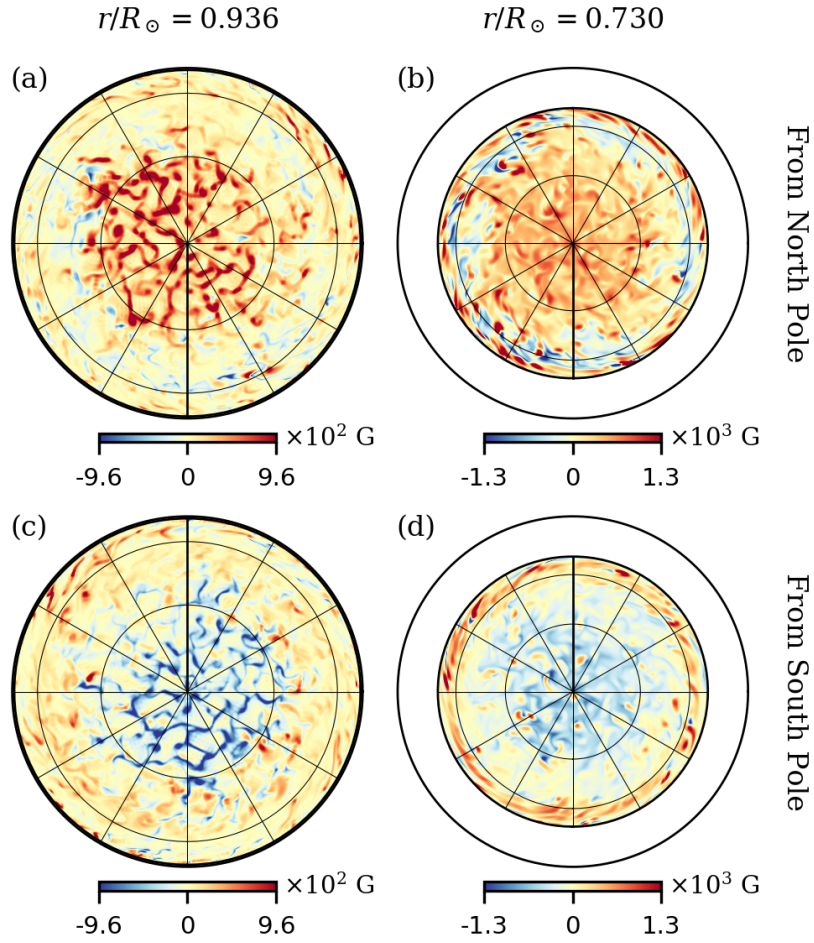 r/R⊙ = 0.936
r/R⊙ = 0.730
(a)
(b)
From North Pole
×10² G
-9.6 0 9.6
×10³ G
-1.3 0 1.3
(c)
(d)
From South Pole
×10² G
-9.6 0 9.6
×10³ G
-1.3 0 1.3